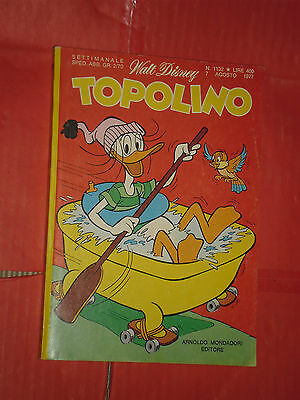 SETTIMANALE
SPED. ABB. GR. 2/70
Walt Disney
N. 1132 ★ LIRE 400
7 AGOSTO 1977
TOPOLINO
ARNOLDO MONDADORI
EDITORE